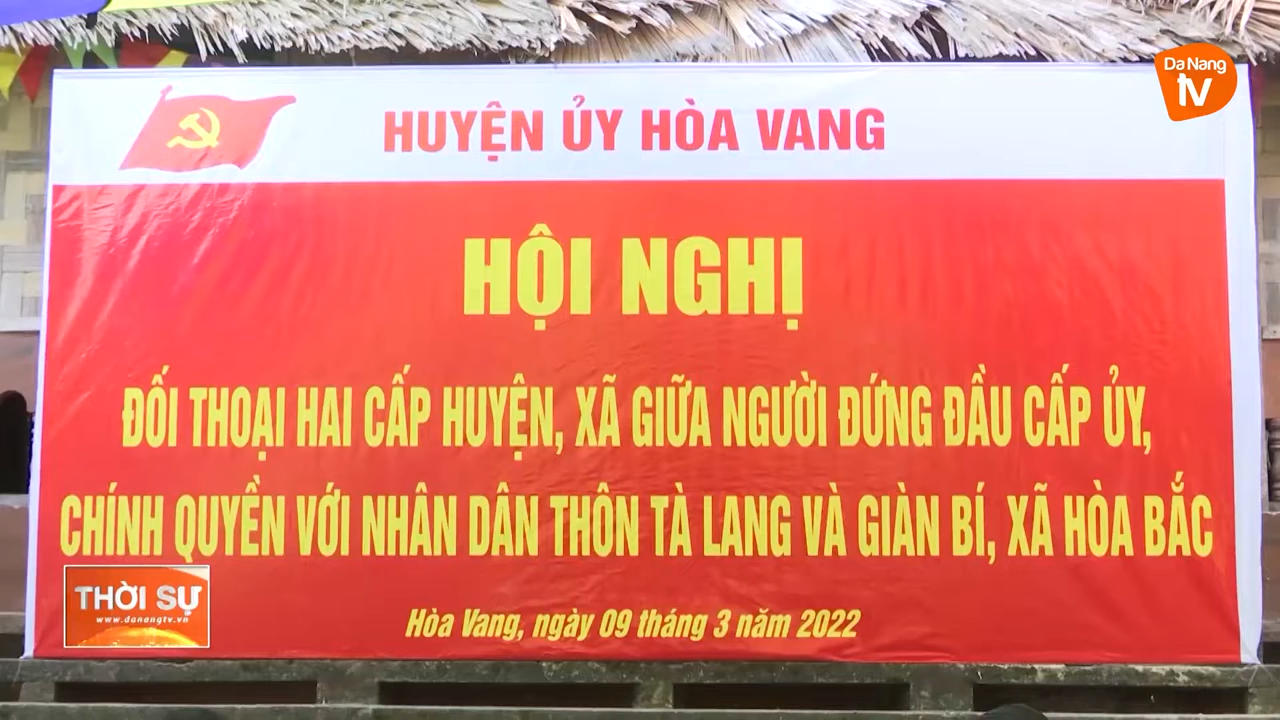 Da Nang
tv
HUYỆN ỦY HÒA VANG
HỘI NGHỊ
ĐỐI THOẠI HAI CẤP HUYỆN, XÃ GIỮA NGƯỜI ĐỨNG ĐẦU CẤP ỦY,
CHÍNH QUYỀN VỚI NHÂN DÂN THÔN TÀ LANG VÀ GIÀN BÍ, XÃ HÒA BẮC
THỜI SỰ
www.danangtv.vn
Hòa Vang, ngày 09 tháng 3 năm 2022